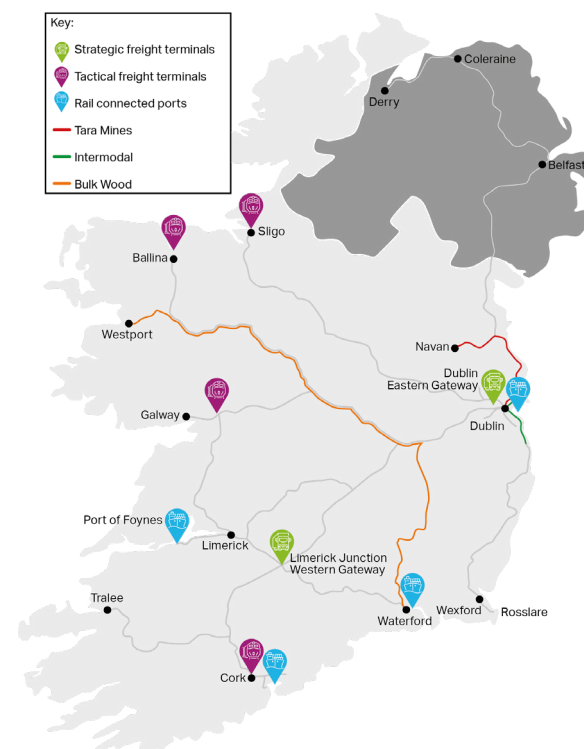 Key:
Strategic freight terminals
Tactical freight terminals
Rail connected ports
Tara Mines
Intermodal
Bulk Wood
Coleraine
Derry
Belfast
Sligo
Ballina
Westport
Navan
Dublin
Eastern Gateway
Galway
Dublin
Port of Foynes
Limerick
Limerick Junction
Western Gateway
Tralee
Wexford
Rosslare
Waterford
Cork